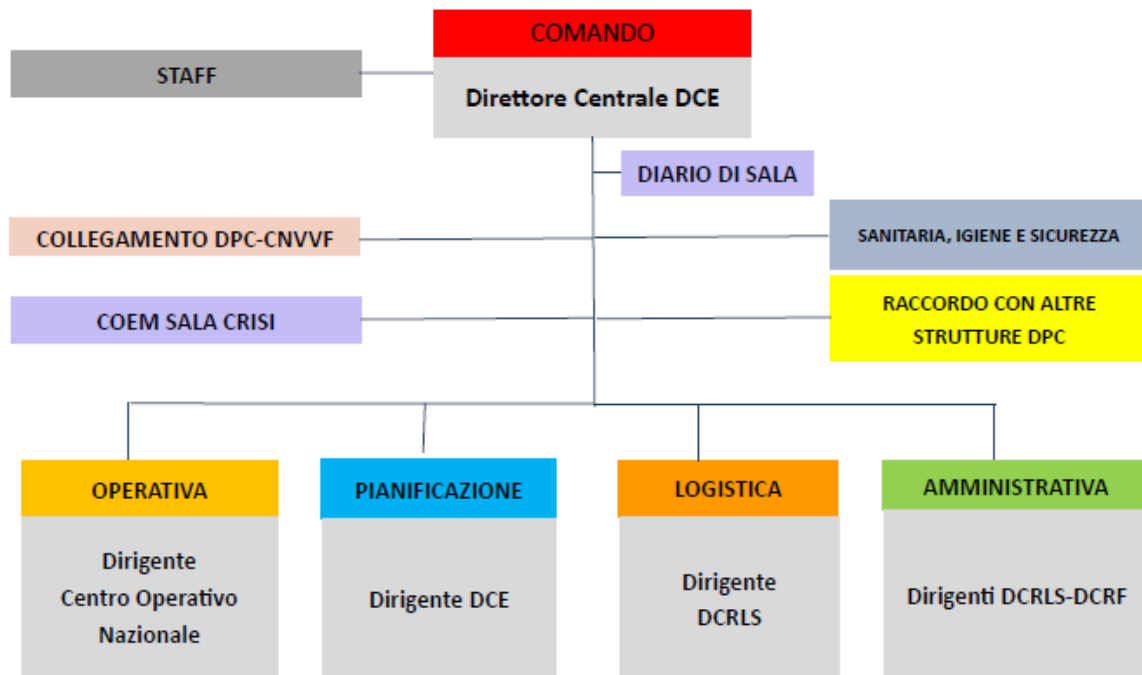 COMANDO
STAFF
Direttore Centrale DCE
DIARIO DI SALA
COLLEGAMENTO DPC-CNVVF
SANITARIA, IGIENE E SICUREZZA
COEM SALA CRISI
RACCORDO CON ALTRE
STRUTTURE DPC
OPERATIVA
Dirigente
Centro Operativo
Nazionale
PIANIFICAZIONE
Dirigente DCE
LOGISTICA
Dirigente
DCRLS
AMMINISTRATIVA
Dirigenti DCRLS-DCRF